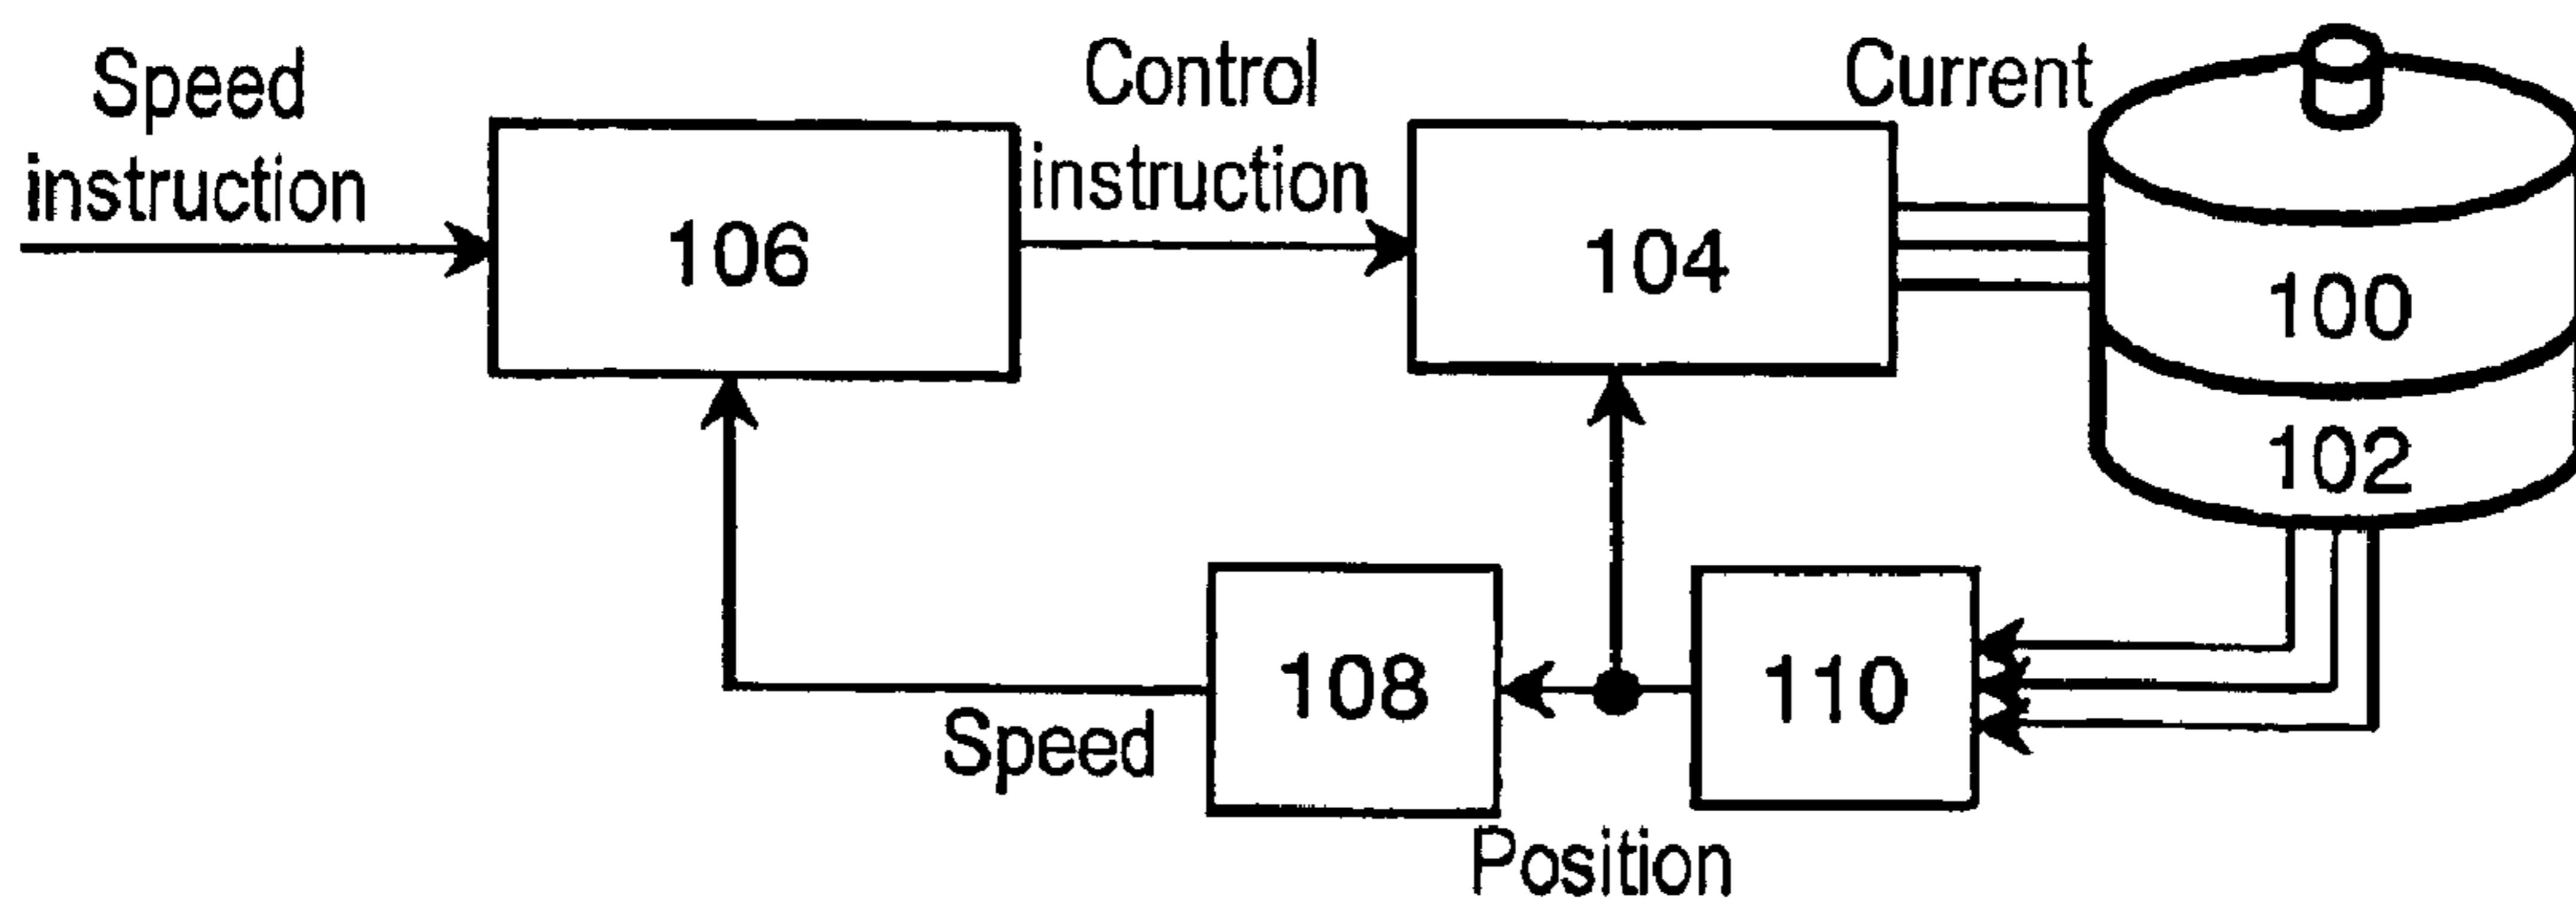 Speed
instruction
106
Control
instruction
104
Current
100
102
108
110
Speed
Position